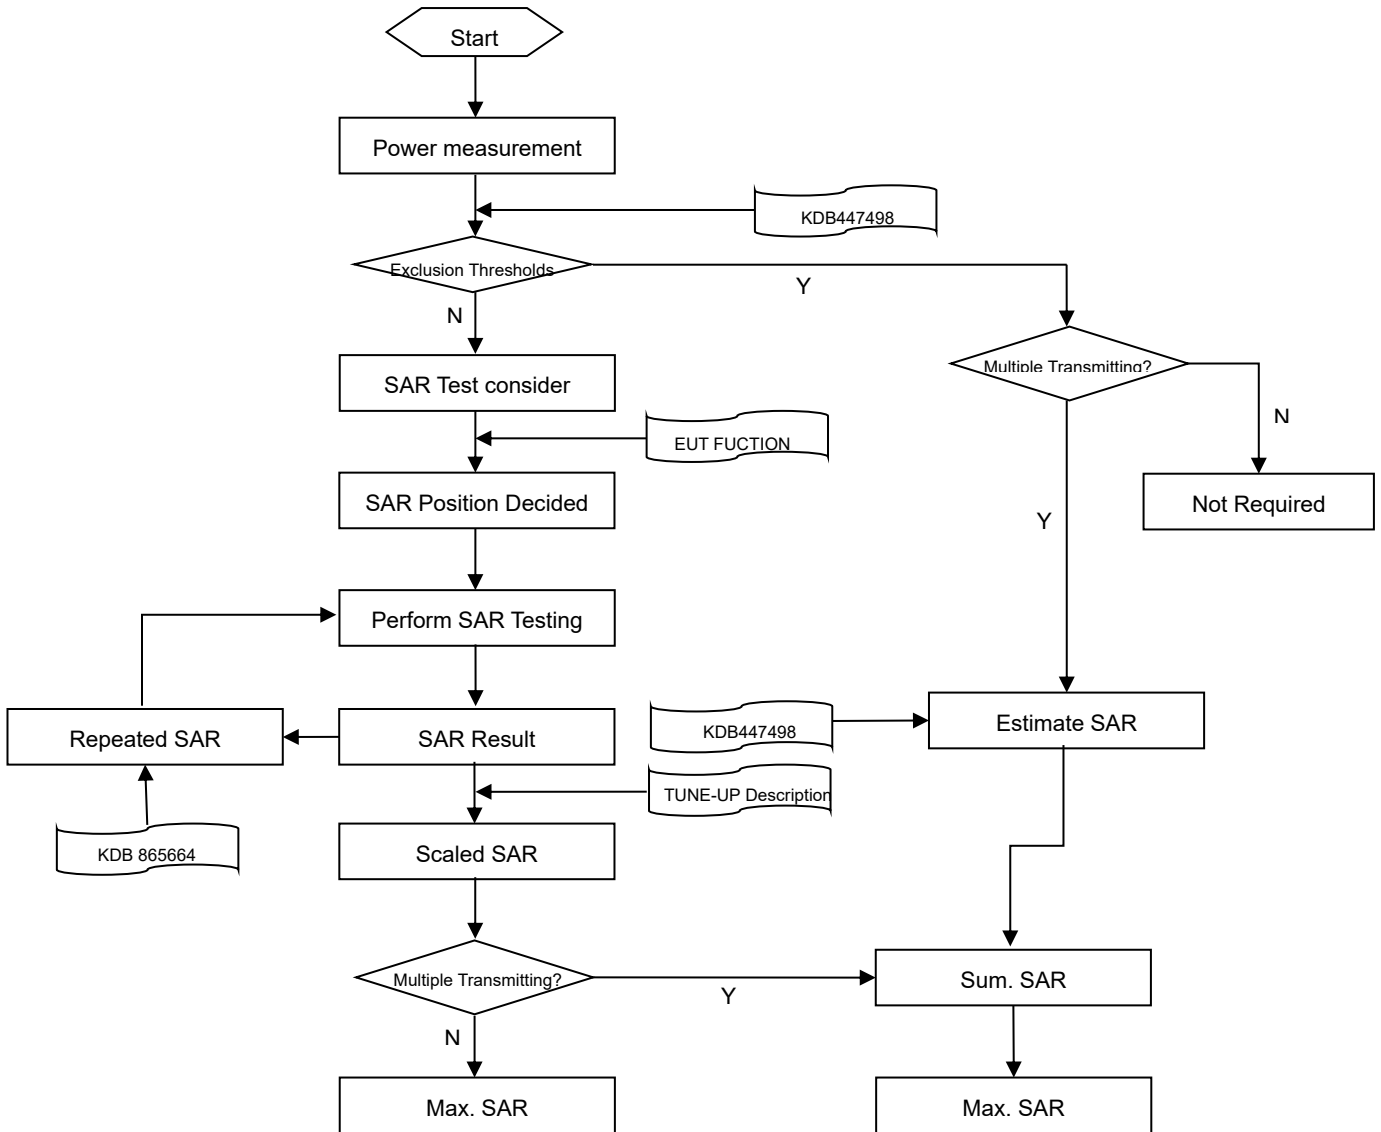 Start
Power measurement
KDB447498
Exclusion Thresholds
Y
N
Multiple Transmitting?
SAR Test consider
N
EUT FUCTION
SAR Position Decided
Not Required
Y
Perform SAR Testing
Repeated SAR
SAR Result
KDB447498
Estimate SAR
TUNE-UP Description
KDB 865664
Scaled SAR
Multiple Transmitting?
Y
Sum. SAR
N
Max. SAR
Max. SAR